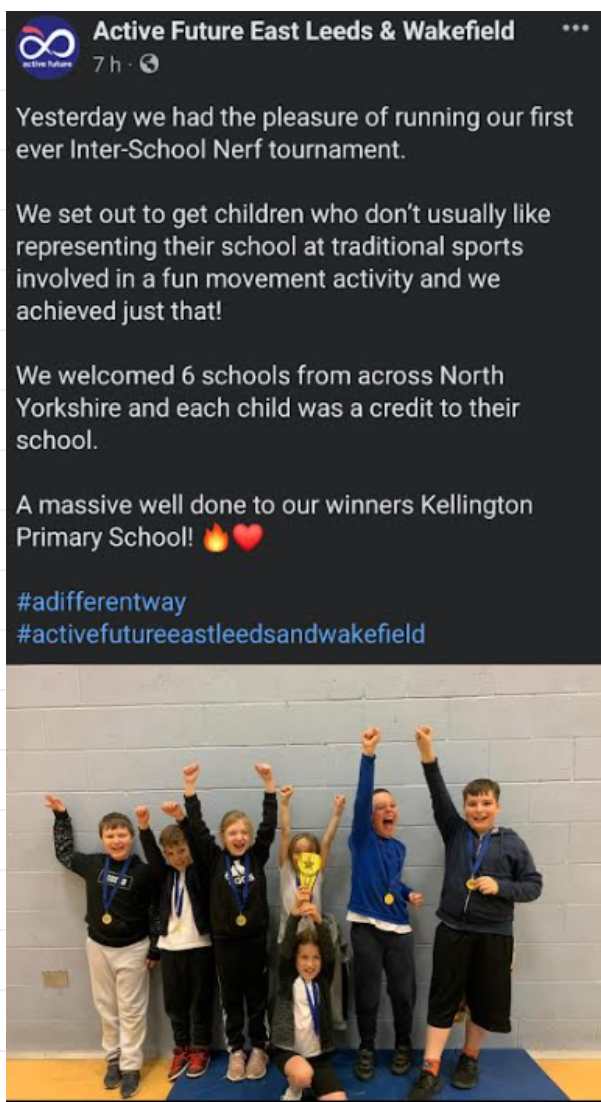 Active Future East Leeds & Wakefield
active future
7 h ·
Yesterday we had the pleasure of running our first
ever Inter-School Nerf tournament.
We set out to get children who don’t usually like
representing their school at traditional sports
involved in a fun movement activity and we
achieved just that!
We welcomed 6 schools from across North
Yorkshire and each child was a credit to their
school.
A massive well done to our winners Kellington
Primary School! 🔥❤️
#adifferentway
#activefutureeastleedsandwakefield